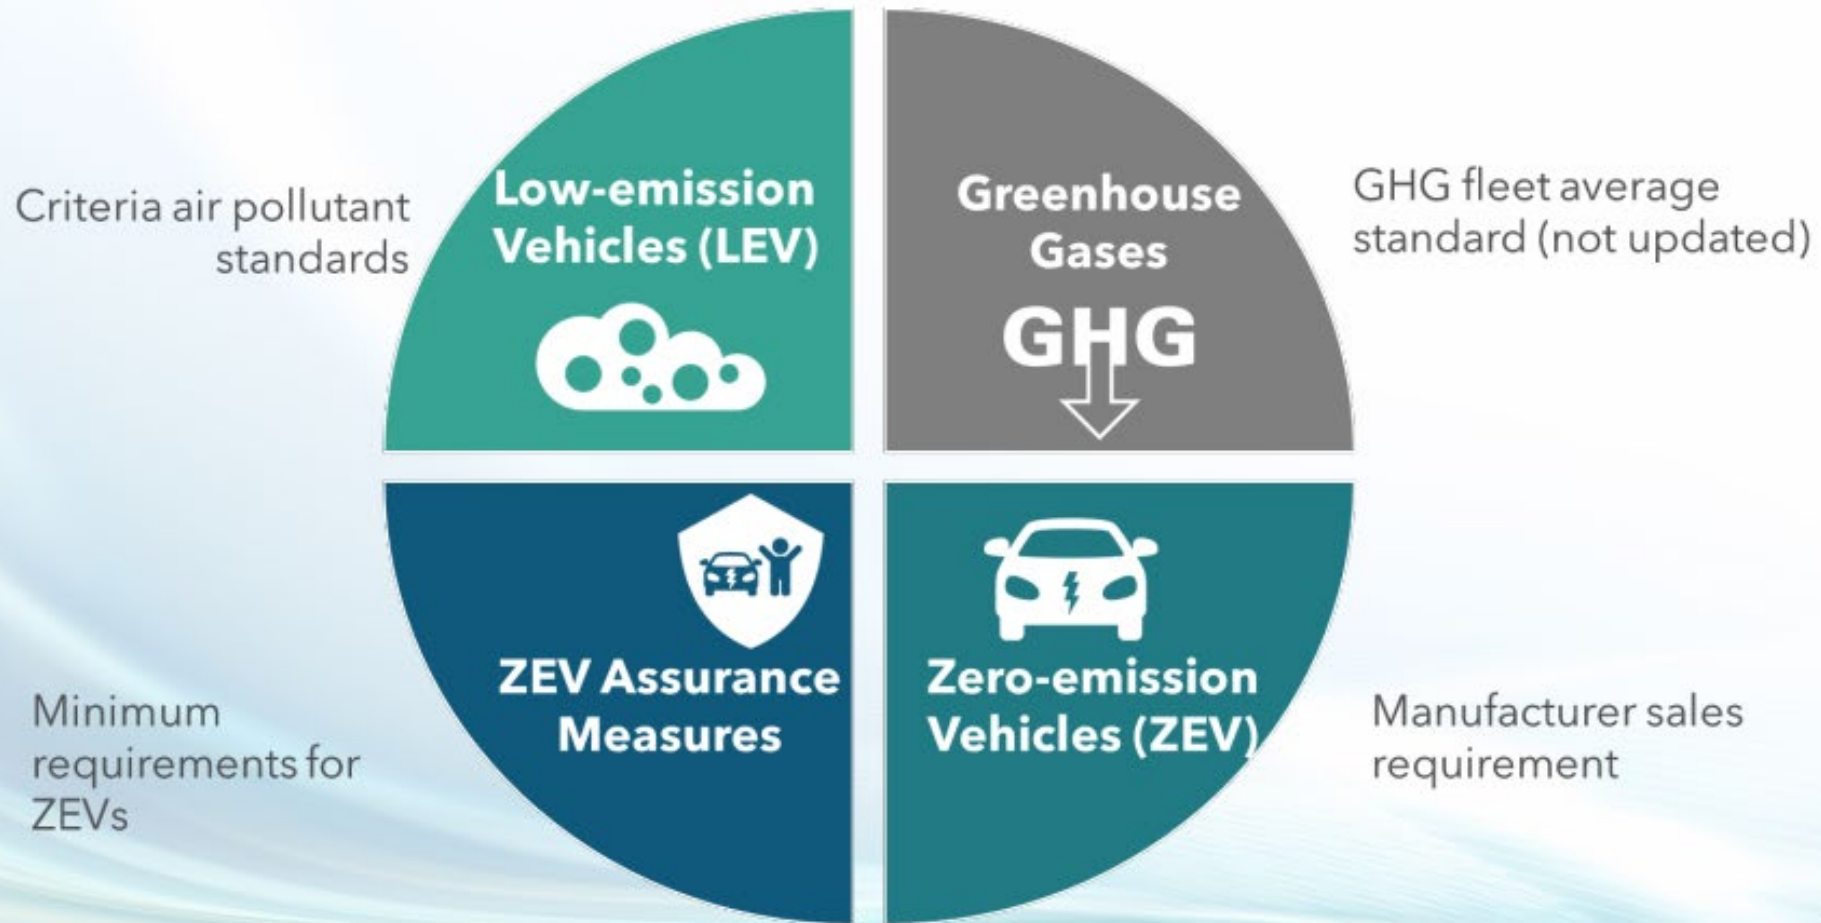 Criteria air pollutant
standards
Low-emission
Vehicles (LEV)
Greenhouse
Gases
GHG
GHG fleet average
standard (not updated)
Minimum
requirements for
ZEVs
ZEV Assurance
Measures
Zero-emission
Vehicles (ZEV)
Manufacturer sales
requirement